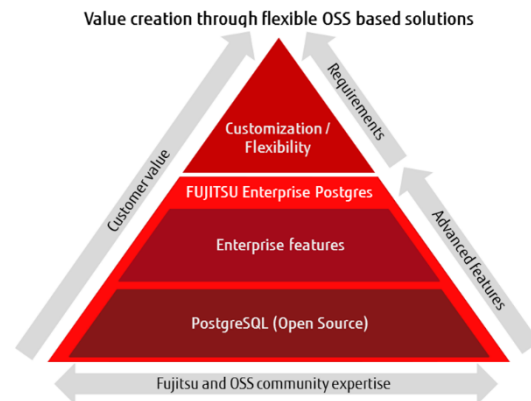 Value creation through flexible OSS based solutions
Customer value
Requirements
Advanced features
Customization /
Flexibility
FUJITSU Enterprise Postgres
Enterprise features
PostgreSQL (Open Source)
Fujitsu and OSS community expertise